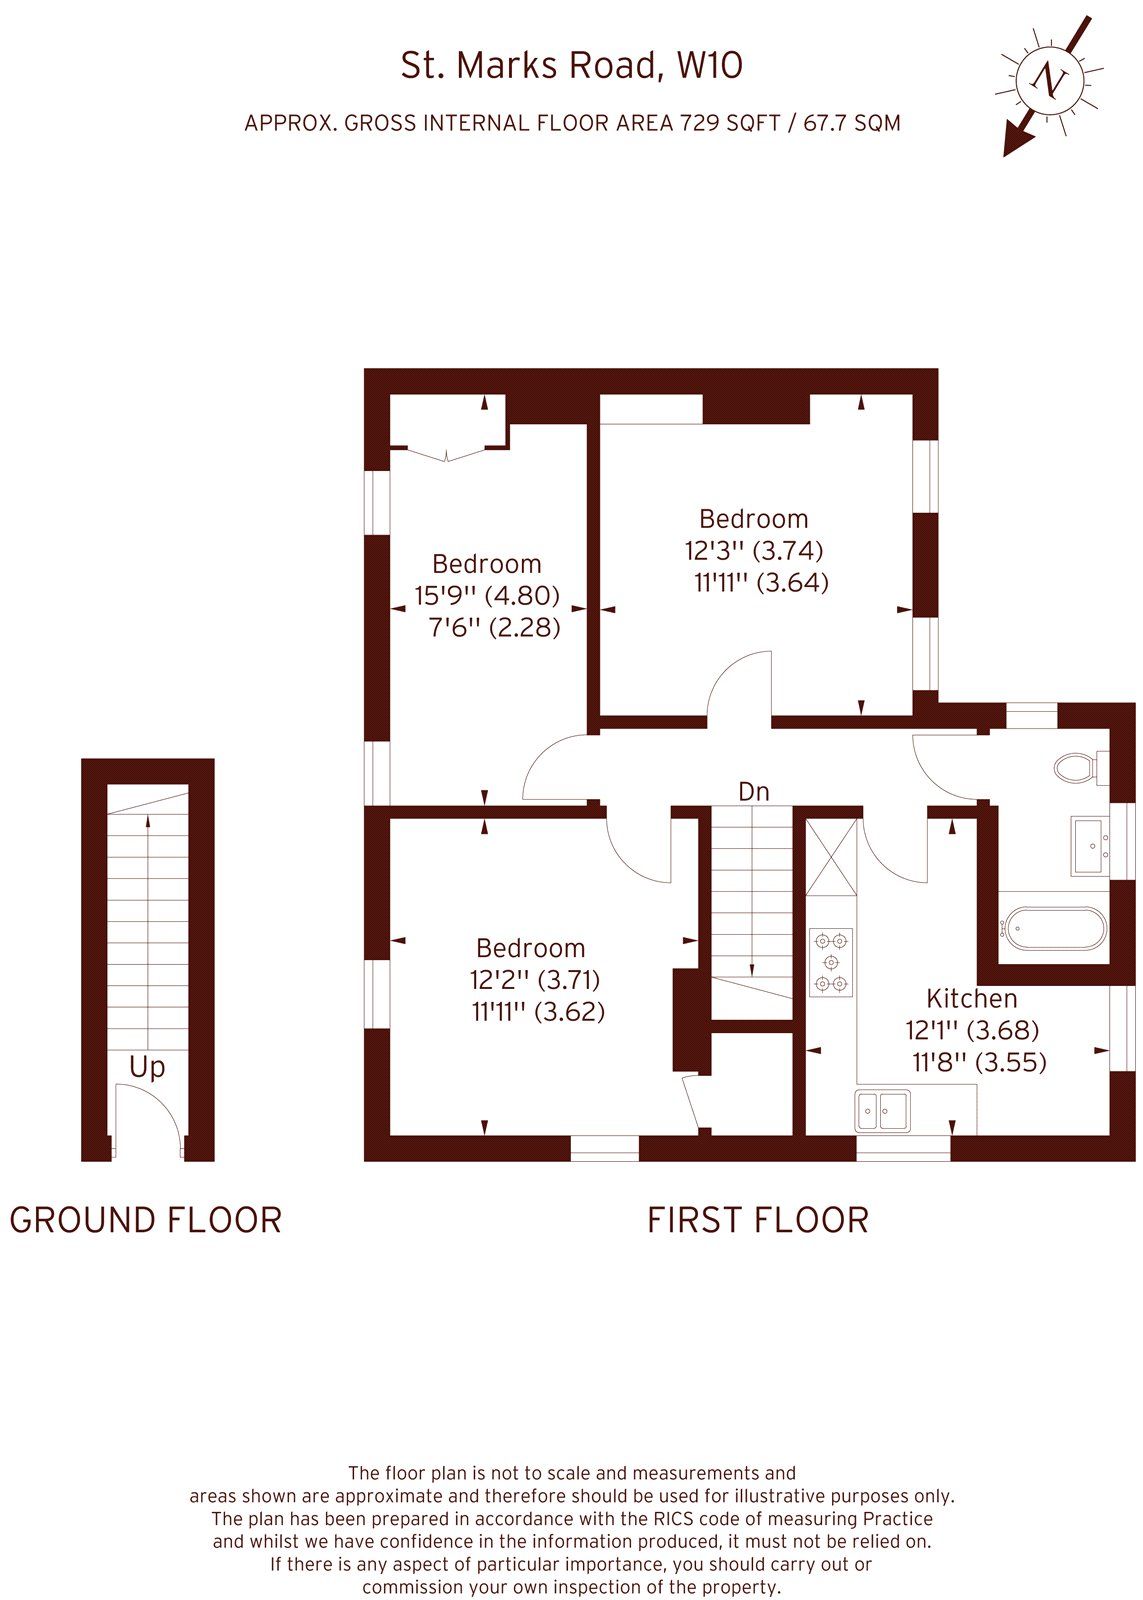 St. Marks Road, W10
N
APPROX. GROSS INTERNAL FLOOR AREA 729 SQFT / 67.7 SQM
Bedroom
12'3" (3.74)
11'11" (3.64)
Bedroom
15'9" (4.80)
7'6" (2.28)
Dn
Bedroom
12'2" (3.71)
11'11" (3.62)
Kitchen
12'1" (3.68)
11'8" (3.55)
Up
GROUND FLOOR
FIRST FLOOR
The floor plan is not to scale and measurements and
areas shown are approximate and therefore should be used for illustrative purposes only.
The plan has been prepared in accordance with the RICS code of measuring Practice
and whilst we have confidence in the information produced, it must not be relied on.
If there is any aspect of particular importance, you should carry out or
commission your own inspection of the property.